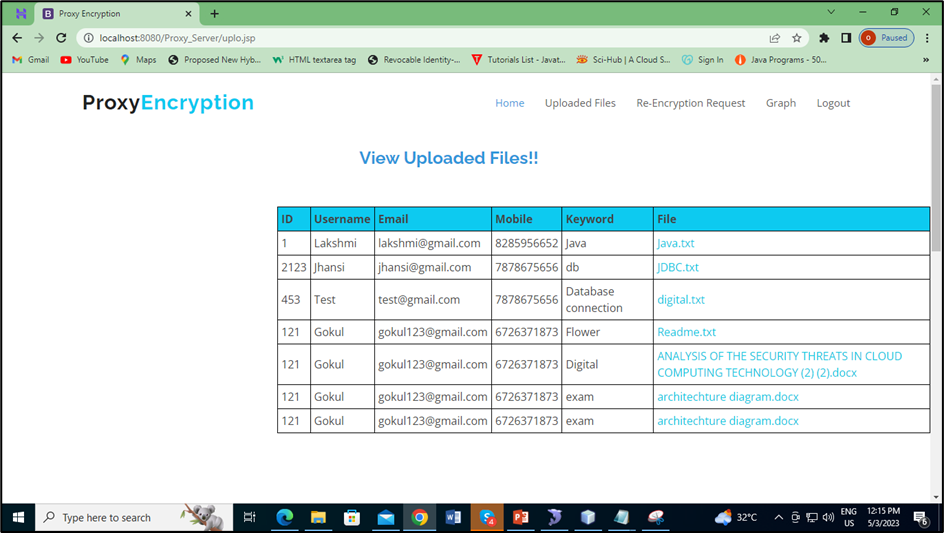 Proxy Encryption
localhost:8080/Proxy_Server/uplo.jsp
Paused
Gmail YouTube Maps Proposed New Hyb... HTML textarea tag Revocable Identity-... Tutorials List - Javat... Sci-Hub | A Cloud S... Sign In Java Programs - 50...
ProxyEncryption
Home Uploaded Files Re-Encryption Request Graph Logout
View Uploaded Files!!
ID Username Email Mobile Keyword File
1 Lakshmi lakshmi@gmail.com 8285956652 Java Java.txt
2123 Jhansi jhansi@gmail.com 7878675656 db JDBC.txt
453 Test test@gmail.com 7878675656 Database
connection digital.txt
121 Gokul gokul123@gmail.com 6726371873 Flower Readme.txt
121 Gokul gokul123@gmail.com 6726371873 Digital ANALYSIS OF THE SECURITY THREATS IN CLOUD
COMPUTING TECHNOLOGY (2) (2).docx
121 Gokul gokul123@gmail.com 6726371873 exam architechture diagram.docx
121 Gokul gokul123@gmail.com 6726371873 exam architechture diagram.docx
Type here to search
32°C
ENG
US
12:15 PM
5/3/2023